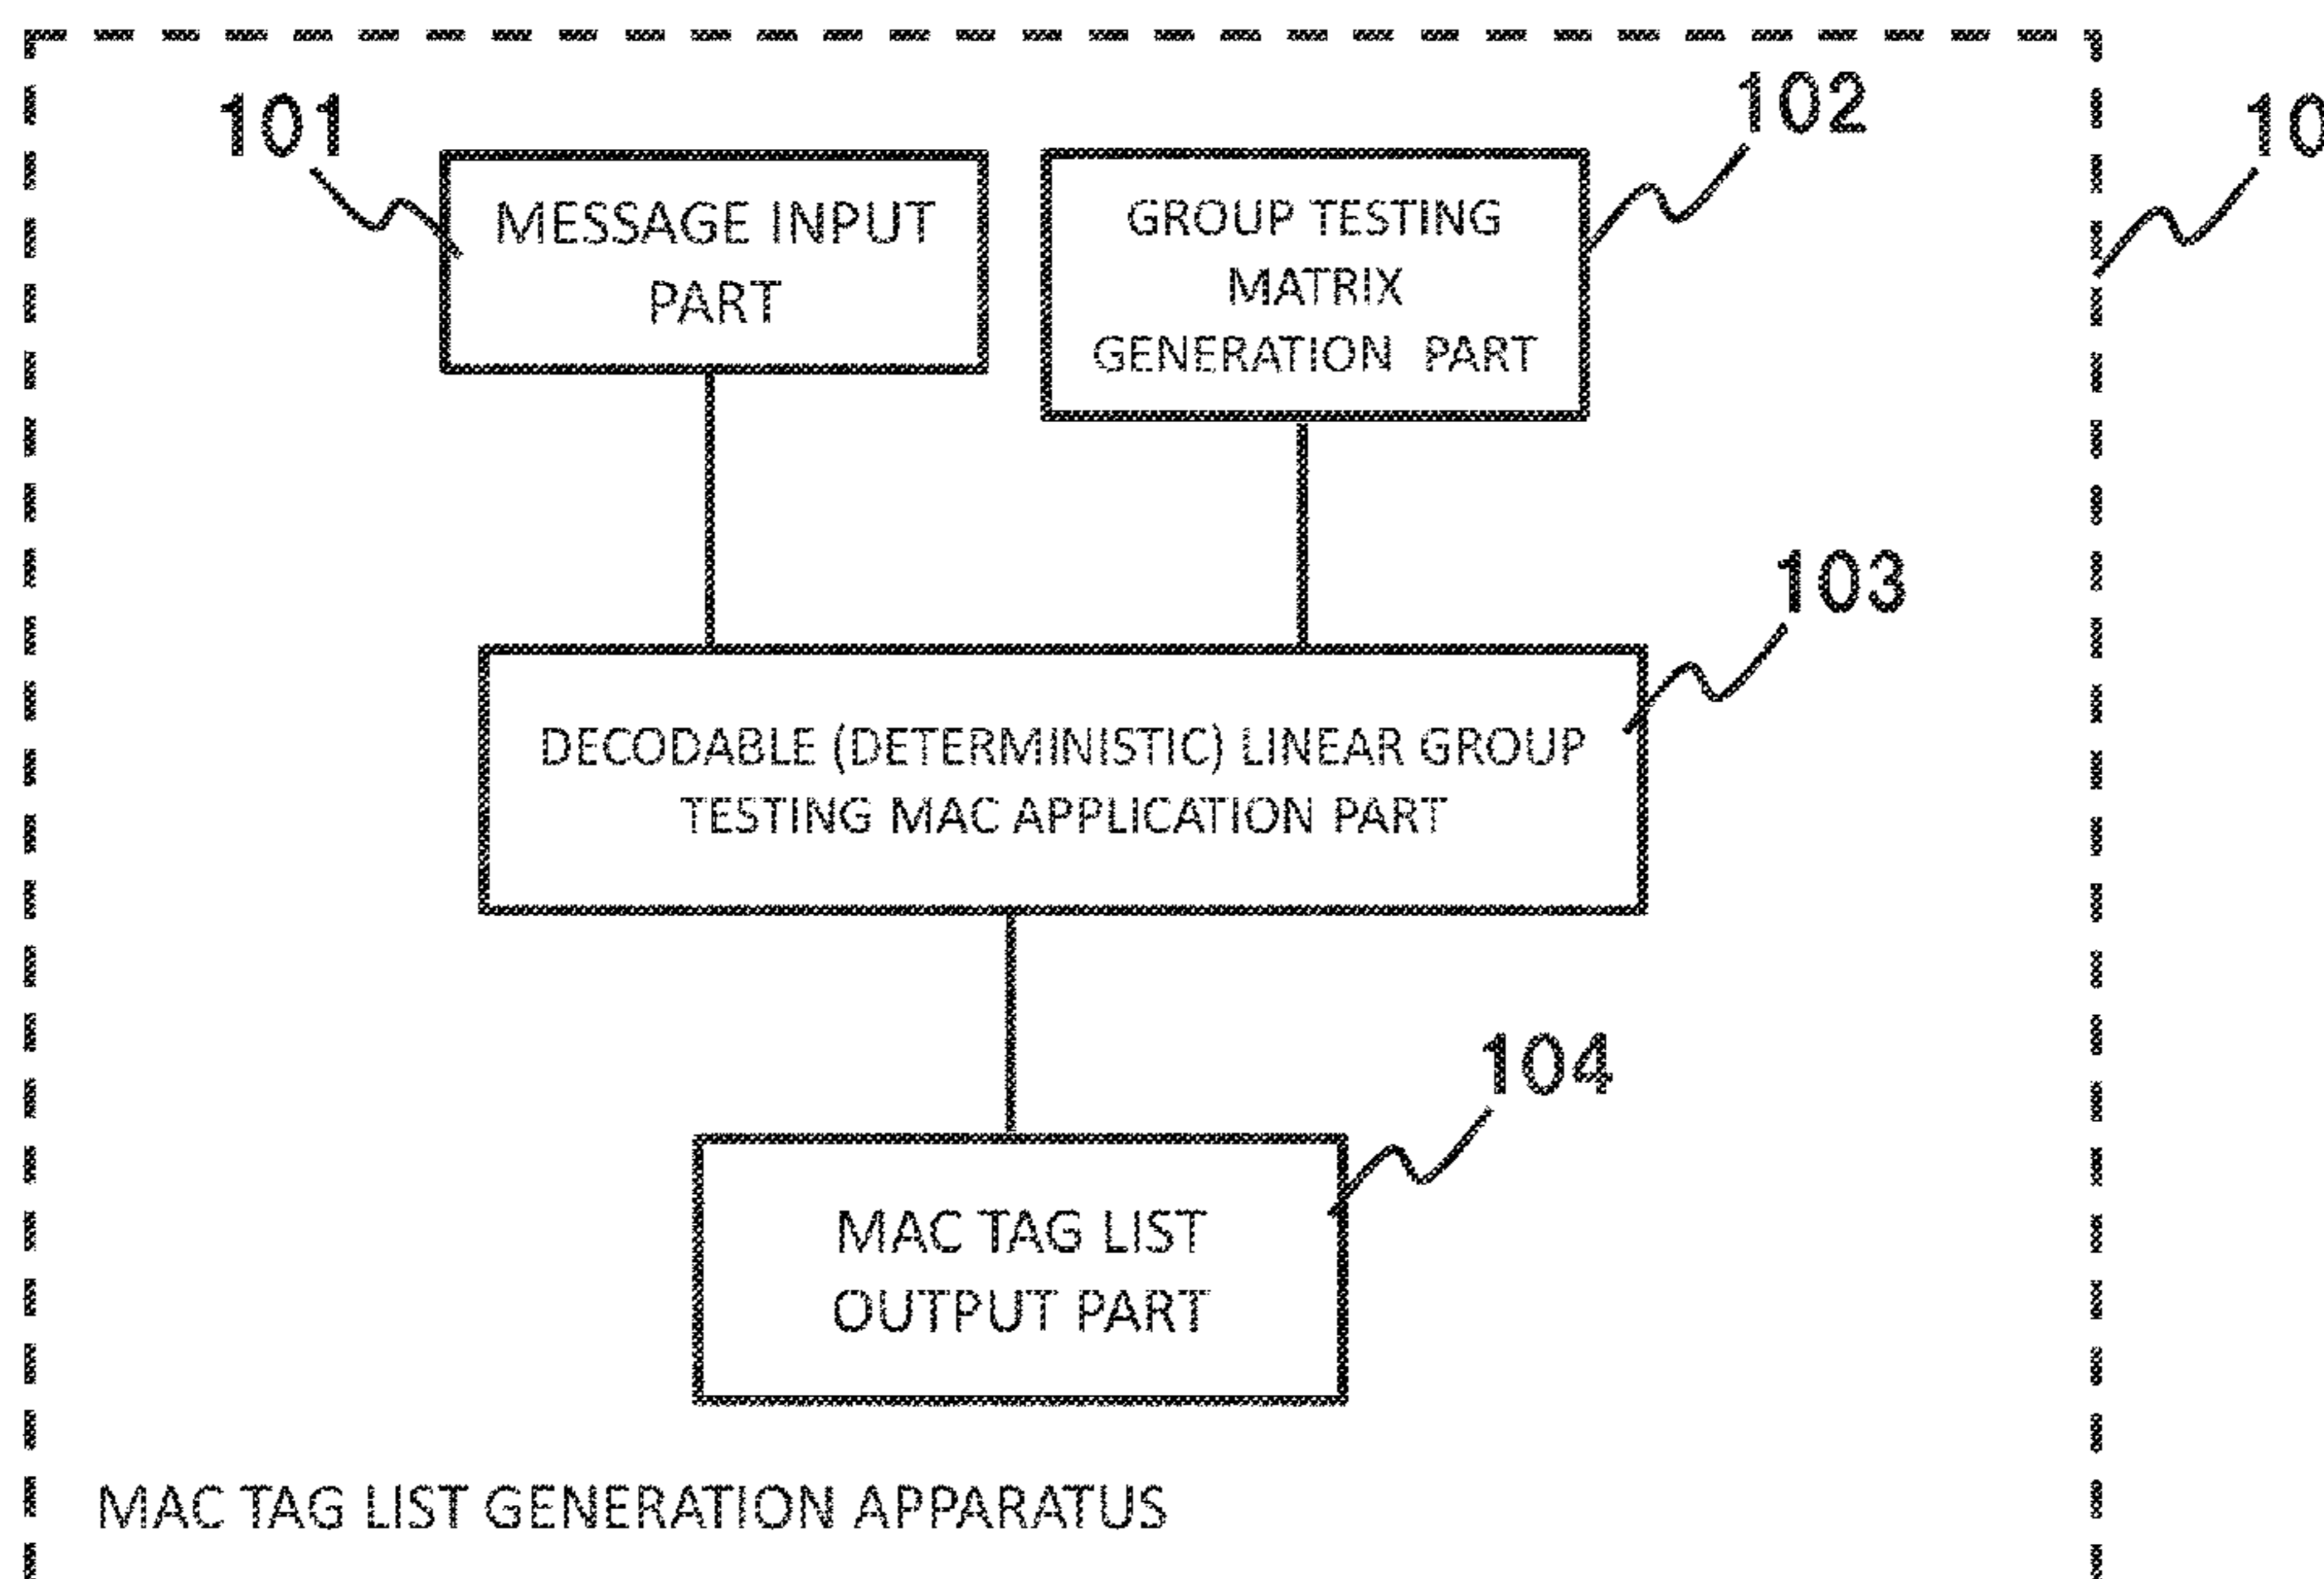 101
102
10
MESSAGE INPUT
PART
GROUP TESTING
MATRIX
GENERATION PART
103
DECODABLE (DETERMINISTIC) LINEAR GROUP
TESTING MAC APPLICATION PART
104
MAC TAG LIST
OUTPUT PART
MAC TAG LIST GENERATION APPARATUS